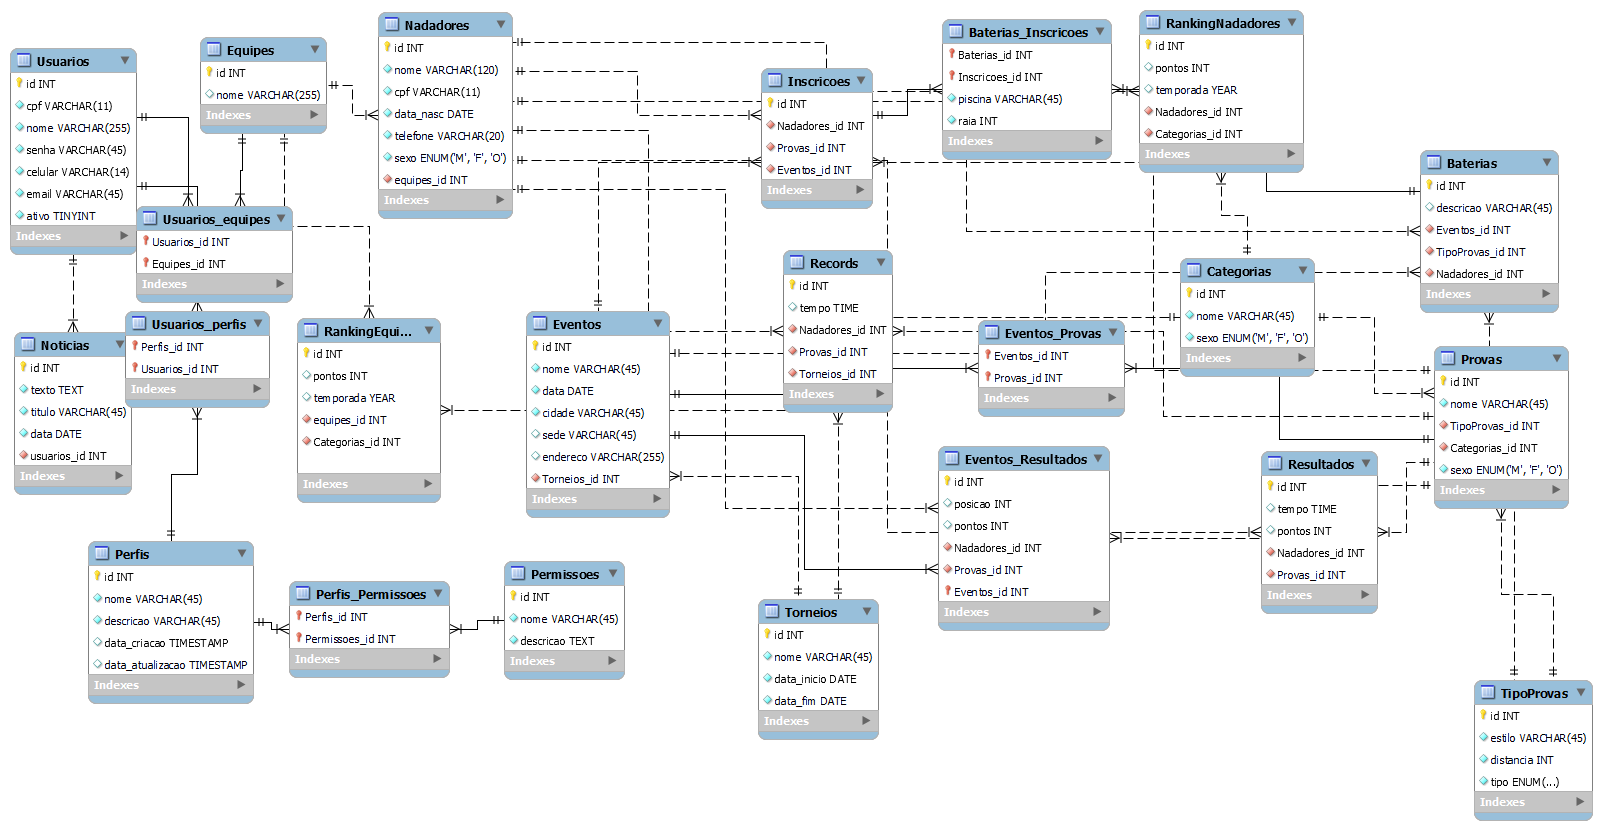 Usuarios
id INT
cpf VARCHAR(11)
nome VARCHAR(255)
senha VARCHAR(45)
celular VARCHAR(14)
email VARCHAR(45)
ativo TINYINT
Indexes
Equipes
id INT
nome VARCHAR(255)
Indexes
Nadadores
id INT
nome VARCHAR(120)
cpf VARCHAR(11)
data_nasc DATE
telefone VARCHAR(20)
sexo ENUM('M', 'F', 'O')
equipes_id INT
Indexes
Inscricoes
id INT
Nadadores_id INT
Provas_id INT
Eventos_id INT
Indexes
Baterias_Inscricoes
Baterias_id INT
Inscricoes_id INT
piscina VARCHAR(45)
raia INT
Indexes
RankingNadadores
id INT
pontos INT
temporada YEAR
Nadadores_id INT
Categorias_id INT
Indexes
Baterias
id INT
descricao VARCHAR(45)
Eventos_id INT
TipoProvas_id INT
Nadadores_id INT
Indexes
Usuarios_equipes
Usuarios_id INT
Equipes_id INT
Indexes
Usuarios_perfis
Perfis_id INT
Usuarios_id INT
Indexes
Noticias
id INT
texto TEXT
titulo VARCHAR(45)
data DATE
usuarios_id INT
Indexes
RankingEqui...
id INT
pontos INT
temporada YEAR
equipes_id INT
Categorias_id INT
Indexes
Eventos
id INT
nome VARCHAR(45)
data DATE
cidade VARCHAR(45)
sede VARCHAR(45)
endereco VARCHAR(255)
Torneios_id INT
Indexes
Records
id INT
tempo TIME
Nadadores_id INT
Provas_id INT
Torneios_id INT
Indexes
Eventos_Provas
Eventos_id INT
Provas_id INT
Indexes
Categorias
id INT
nome VARCHAR(45)
sexo ENUM('M', 'F', 'O')
Indexes
Provas
id INT
nome VARCHAR(45)
TipoProvas_id INT
Categorias_id INT
sexo ENUM('M', 'F', 'O')
Indexes
Eventos_Resultados
id INT
posicao INT
pontos INT
Nadadores_id INT
Provas_id INT
Eventos_id INT
Indexes
Resultados
id INT
tempo TIME
pontos INT
Nadadores_id INT
Provas_id INT
Indexes
Perfis
id INT
nome VARCHAR(45)
descricao VARCHAR(45)
data_criacao TIMESTAMP
data_atualizacao TIMESTAMP
Indexes
Perfis_Permissoes
Perfis_id INT
Permissoes_id INT
Indexes
Permissoes
id INT
nome VARCHAR(45)
descricao TEXT
Indexes
Torneios
id INT
nome VARCHAR(45)
data_inicio DATE
data_fim DATE
Indexes
TipoProvas
id INT
estilo VARCHAR(45)
distancia INT
tipo ENUM(...)
Indexes